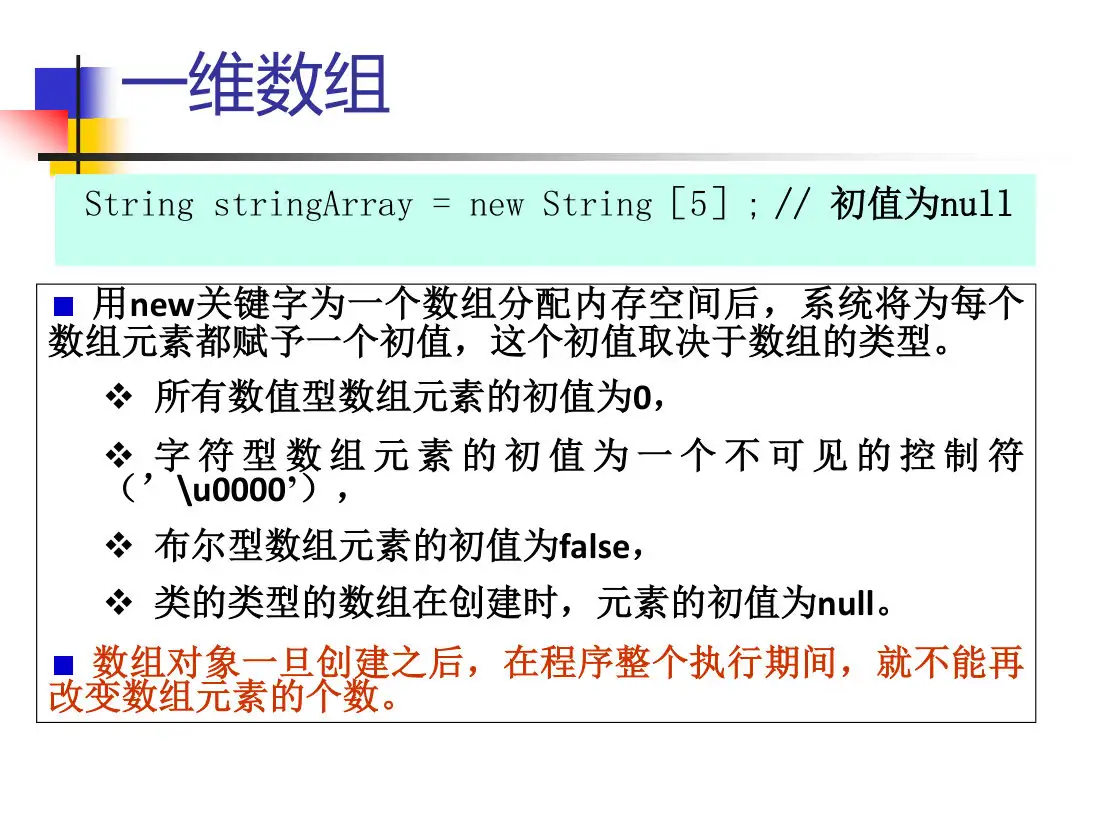 一维数组
String stringArray = new String［5］; // 初值为null
■ 用new关键字为一个数组分配内存空间后，系统将为每个
数组元素都赋予一个初值，这个初值取决于数组的类型。
❖ 所有数值型数组元素的初值为0，
❖ 字符型数组元素的初值为一个不可见的控制符
（’\u0000’），
❖ 布尔型数组元素的初值为false，
❖ 类的类型的数组在创建时，元素的初值为null。
■ 数组对象一旦创建之后，在程序整个执行期间，就不能再
改变数组元素的个数。